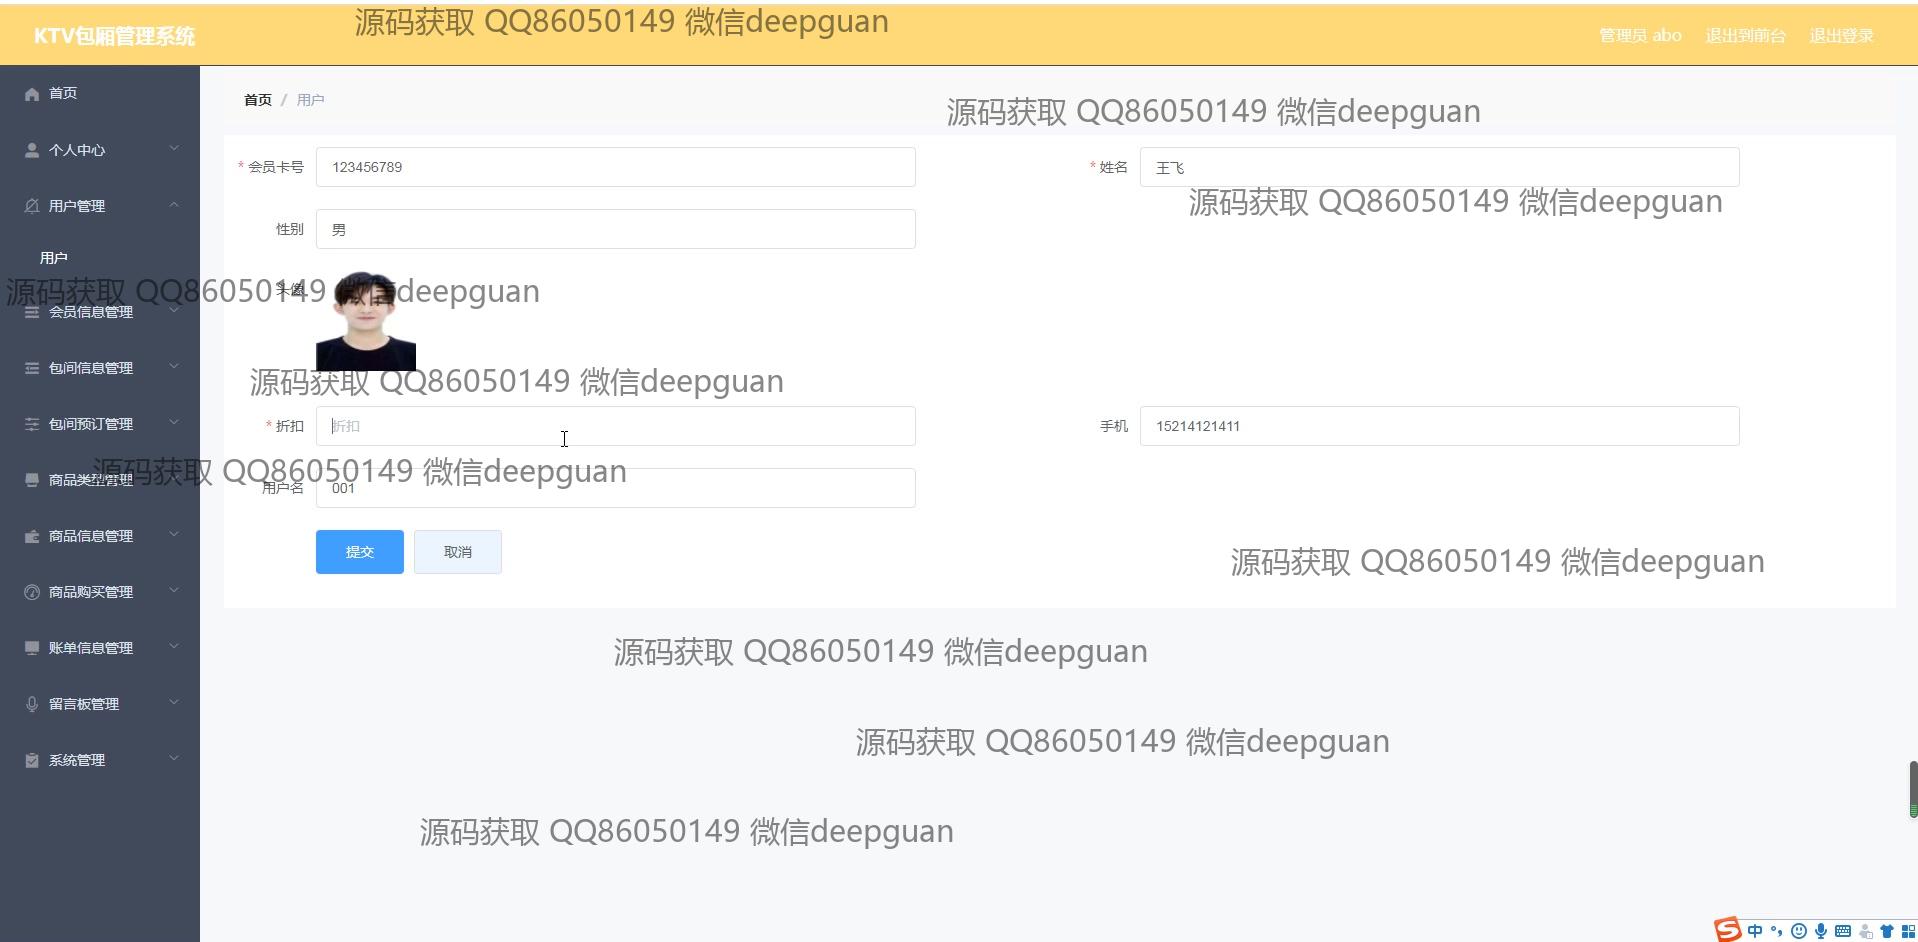 源码获取 QQ86050149 微信deepguan
KTV包厢管理系统
管理员 abo
退出到前台
退出登录
首页
个人中心
用户管理
用户
会员信息管理
包间信息管理
包间预订管理
商品类型管理
商品信息管理
商品购买管理
账单信息管理
留言板管理
系统管理
首页 / 用户
源码获取 QQ86050149 微信deepguan
* 会员卡号 123456789
* 姓名 王飞
源码获取 QQ86050149 微信deepguan
性别 男
头像
源码获取 QQ86050149 微信deepguan
源码获取 QQ86050149 微信deepguan
* 折扣 折扣
手机 15214121411
源码获取 QQ86050149 微信deepguan
用户名 001
提交 取消
源码获取 QQ86050149 微信deepguan
源码获取 QQ86050149 微信deepguan
源码获取 QQ86050149 微信deepguan
源码获取 QQ86050149 微信deepguan
S 中